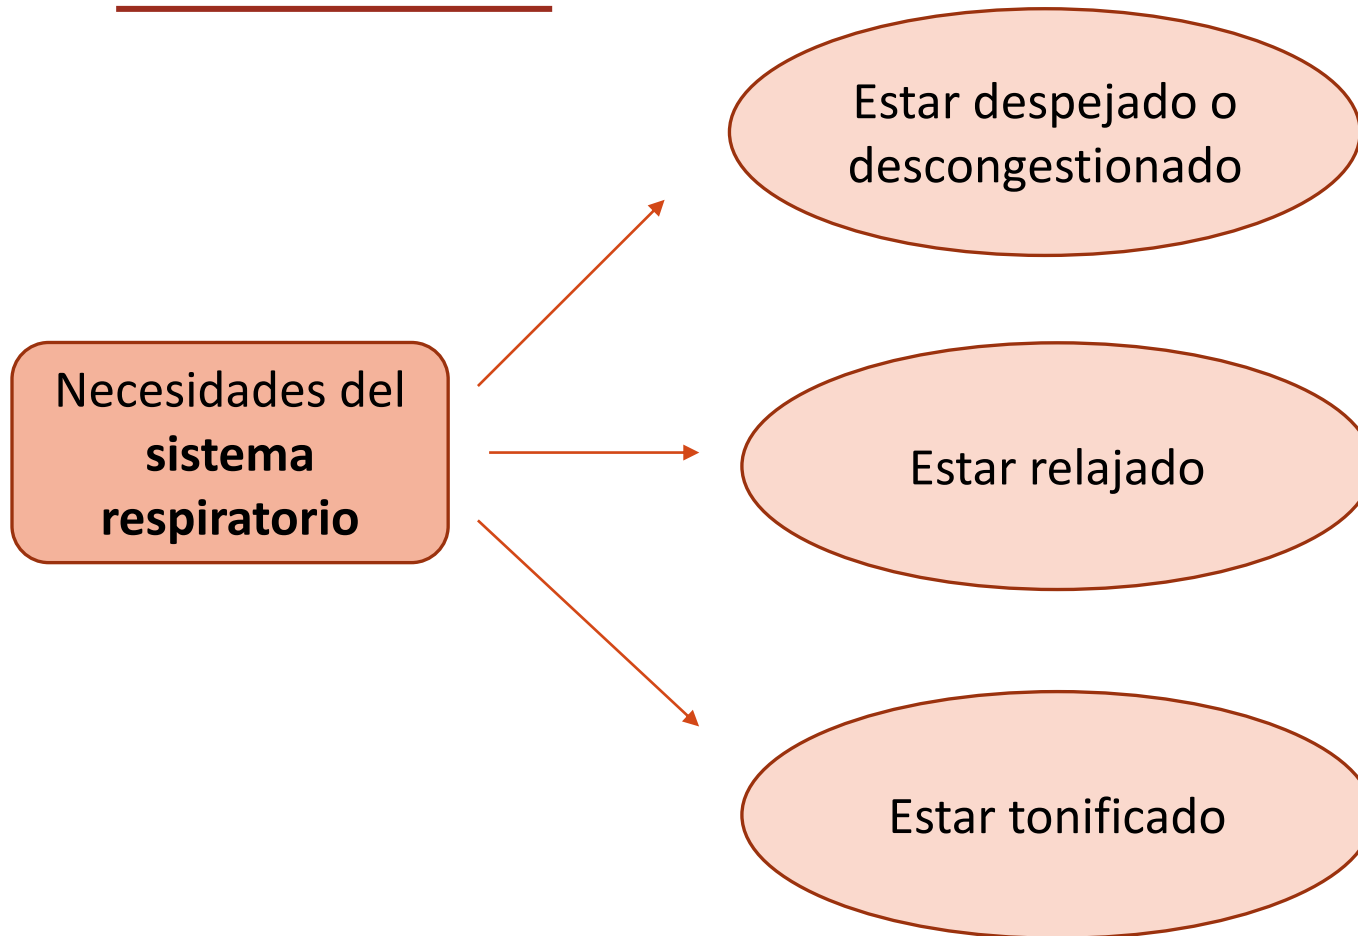 Estar despejado o
descongestionado
Necesidades del
sistema
respiratorio
Estar relajado
Estar tonificado